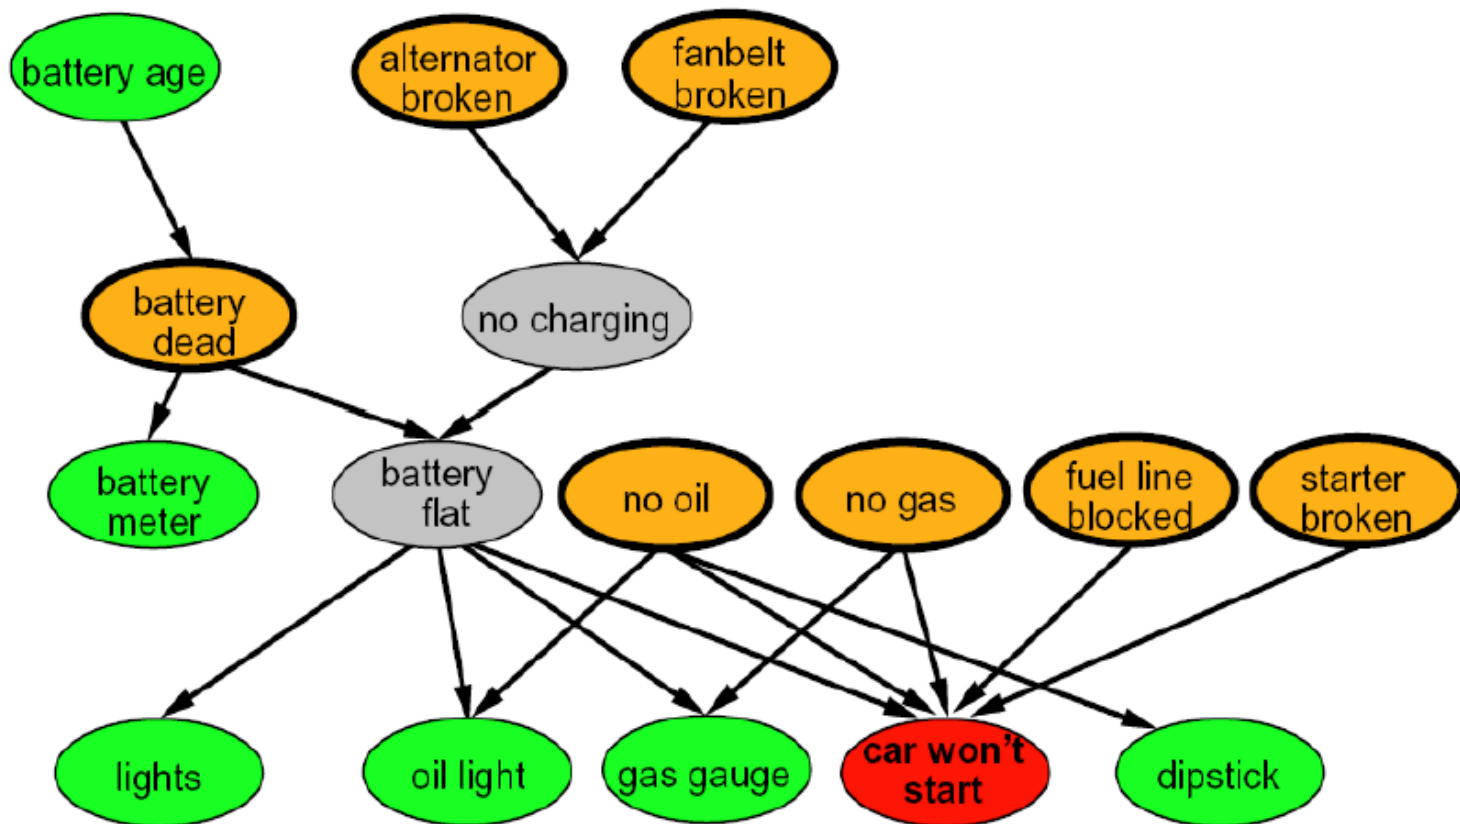 battery age
alternator
broken
fanbelt
broken
battery
dead
no charging
battery
meter
battery
flat
no oil
no gas
fuel line
blocked
starter
broken
lights
oil light
gas gauge
car won't
start
dipstick